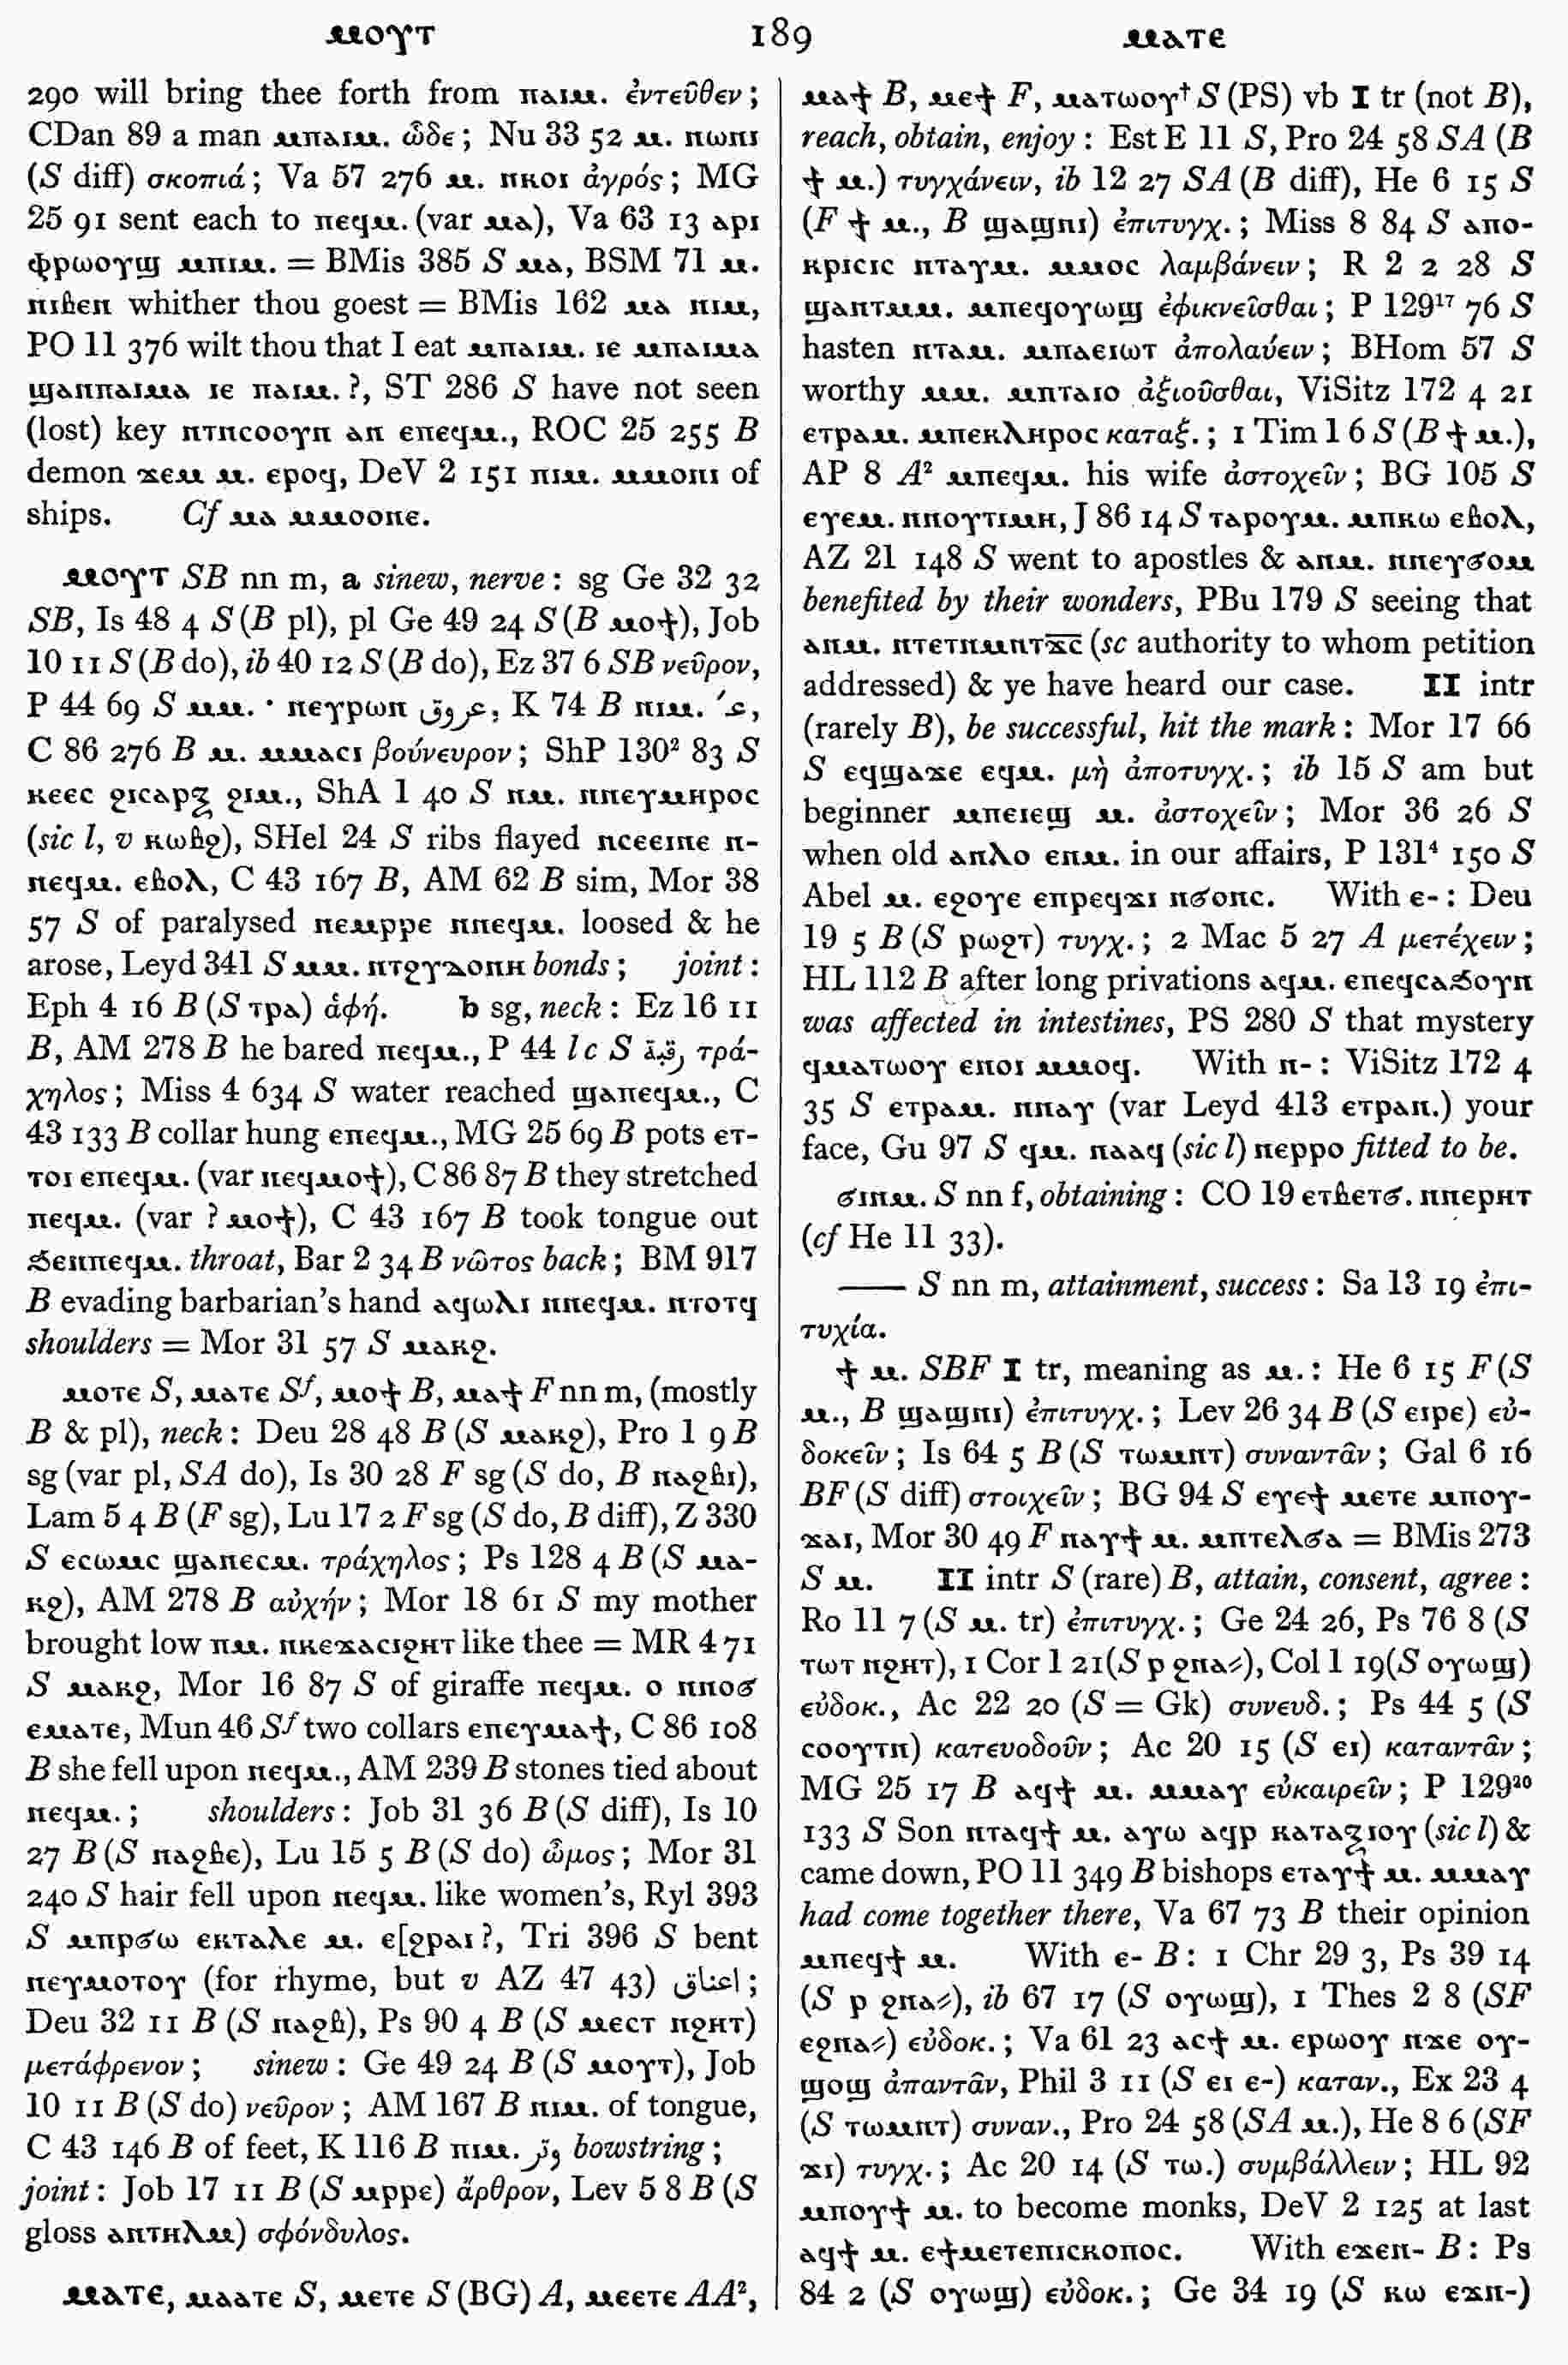 ⲙⲟⲩⲧ 189 ⲙⲁⲧⲉ
290 will bring thee forth from ⲡⲁⲓⲙ. ἐντεῦθεν;
CDan 89 a man ⲙⲡⲁⲓⲙ. ὧδε; Nu 33 52 ⲙ. ⲛⲱⲛⲓ
(S diff) σκοπιά; Va 57 276 ⲙ. ⲛⲕⲟⲓ ἀγρός; MG
25 91 sent each to ⲡⲉϥⲙ. (var ⲙⲁ), Va 63 13 ⲁⲣⲓ
ⲫⲣⲱⲟⲩϣ ⲙⲡⲓⲙ. = BMis 385 S ⲙⲁ, BSM 71 ⲙ.
ⲛⲓⲃⲉⲛ whither thou goest = BMis 162 ⲙⲁ ⲛⲓⲙ,
PO 11 376 wilt thou that I eat ⲙⲡⲁⲓⲙ. ⲓⲉ ⲙⲡⲁⲓⲙⲁ
ϣⲁⲛⲡⲁⲓⲙⲁ ⲓⲉ ⲡⲁⲓⲙ. ?, ST 286 S have not seen
(lost) key ⲛⲧⲛⲥⲟⲟⲩⲛ ⲁⲛ ⲉⲡⲉϥⲙ., ROC 25 255 B
demon ϫⲉⲙ ⲙ. ⲉⲣⲟϥ, DeV 2 151 ⲡⲓⲙ. ⲙⲙⲟⲛⲓ of
ships. Cf ⲙⲁ ⲙⲙⲟⲟⲛⲉ.
ⲙⲟⲩⲧ SB nn m, a sinew, nerve: sg Ge 32 32
SB, Is 48 4 S (B pl), pl Ge 49 24 S (B ⲙⲟϯ), Job
10 11 S (B do), ib 40 12 S (B do), Ez 37 6 SB νεῦρον,
P 44 69 S ⲙⲙ. · ⲛⲉⲩⲣⲱⲛ عروق, K 74 B ⲡⲓⲙ. ʹع,
C 86 276 B ⲙ. ⲙⲙⲁⲥⲓ βούνευρον; ShP 130² 83 S
ⲕⲉⲉⲥ ϩⲓⲥⲁⲣⲝ ϩⲓⲙ., ShA 1 40 S ⲡⲙ. ⲛⲛⲉⲩⲙⲏⲣⲟⲥ
(sic l, v ⲕⲱⲃϩ), SHel 24 S ribs flayed ⲛⲥⲉⲉⲓⲛⲉ ⲛ-
ⲛⲉϥⲙ. ⲉⲃⲟⲗ, C 43 167 B, AM 62 B sim, Mor 38
57 S of paralysed ⲛⲉⲙⲣⲣⲉ ⲛⲛⲉϥⲙ. loosed & he
arose, Leyd 341 S ⲙⲙ. ⲛⲧϩⲩⲇⲟⲛⲏ bonds; joint:
Eph 4 16 B (S ⲧⲣⲁ) ἁφή. b sg, neck: Ez 16 11
B, AM 278 B he bared ⲡⲉϥⲙ., P 44 l c S رقبة τρά-
χηλος; Miss 4 634 S water reached ϣⲁⲡⲉϥⲙ., C
43 133 B collar hung ⲉⲡⲉϥⲙ., MG 25 69 B pots ⲉⲧ-
ⲧⲟⲓ ⲉⲡⲉϥⲙ. (var ⲛⲉϥⲙⲟϯ), C 86 87 B they stretched
ⲡⲉϥⲙ. (var ? ⲙⲟϯ), C 43 167 B took tongue out
ϧⲉⲛⲡⲉϥⲙ. throat, Bar 2 34 B νῶτος back; BM 917
B evading barbarian's hand ⲁϥⲱⲗⲓ ⲛⲛⲉϥⲙ. ⲛⲧⲟⲧϥ
shoulders = Mor 31 57 S ⲙⲁⲕϩ.
ⲙⲟⲧⲉ S, ⲙⲁⲧⲉ Sᶠ, ⲙⲟϯ B, ⲙⲁϯ F nn m, (mostly
B & pl), neck: Deu 28 48 B (S ⲙⲁⲕϩ), Pro 1 9 B
sg (var pl, SA do), Is 30 28 F sg (S do, B ⲛⲁϩⲃⲓ),
Lam 5 4 B (F sg), Lu 17 2 F sg (S do, B diff), Z 330
S ⲉⲥⲱⲙⲥ ϣⲁⲡⲉⲥⲙ. τράχηλος; Ps 128 4 B (S ⲙⲁ-
ⲕϩ), AM 278 B αὐχήν; Mor 18 61 S my mother
brought low ⲡⲙ. ⲛⲕⲉϫⲁⲥⲓϩⲏⲧ like thee = MR 4 71
S ⲙⲁⲕϩ, Mor 16 87 S of giraffe ⲡⲉϥⲙ. ⲟ ⲛⲛⲟϭ
ⲉⲙⲁⲧⲉ, Mun 46 Sᶠ two collars ⲉⲡⲉⲩⲙⲁϯ, C 86 108
B she fell upon ⲡⲉϥⲙ., AM 239 B stones tied about
ⲡⲉϥⲙ.; shoulders: Job 31 36 B (S diff), Is 10
27 B (S ⲛⲁϩⲃⲉ), Lu 15 5 B (S do) ὦμος; Mor 31
240 S hair fell upon ⲡⲉϥⲙ. like women's, Ryl 393
S ⲙⲡⲣϭⲱ ⲉⲕⲧⲁⲗⲉ ⲙ. ⲉ[ϩⲣⲁⲓ ?, Tri 396 S bent
ⲡⲉⲩⲙⲟⲧⲟⲩ (for rhyme, but v AZ 47 43) اعناق;
Deu 32 11 B (S ⲛⲁϩⲃ), Ps 90 4 B (S ⲙⲉⲥⲧ ⲛϩⲏⲧ)
μετάφρενον; sinew: Ge 49 24 B (S ⲙⲟⲩⲧ), Job
10 11 B (S do) νεῦρον; AM 167 B ⲡⲓⲙ. of tongue,
C 43 146 B of feet, K 116 B ⲡⲓⲙ. وتر bowstring;
joint: Job 17 11 B (S ⲙⲣⲣⲉ) ἄρθρον, Lev 5 8 B (S
gloss ⲁⲛⲧⲏⲗⲙ) σφόνδυλος.
ⲙⲁⲧⲉ, ⲙⲁⲁⲧⲉ S, ⲙⲉⲧⲉ S (BG) A, ⲙⲉⲉⲧⲉ AA²,
ⲙⲁϯ B, ⲙⲉϯ F, ⲙⲁⲧⲱⲟⲩ† S (PS) vb I tr (not B),
reach, obtain, enjoy: Est E 11 S, Pro 24 58 SA (B
ϯ ⲙ.) τυγχάνειν, ib 12 27 SA (B diff), He 6 15 S
(F ϯ ⲙ., B ϣⲁϣⲛⲓ) ἐπιτυγχ.; Miss 8 84 S ⲁⲡⲟ-
ⲕⲣⲓⲥⲓⲥ ⲛⲧⲁⲩⲙ. ⲙⲙⲟⲥ λαμβάνειν; R 2 2 28 S
ϣⲁⲛⲧⲙⲙ. ⲙⲡⲉϥⲟⲩⲱϣ ἐφικνεῖσθαι; P 129¹⁷ 76 S
hasten ⲛⲧⲁⲙ. ⲙⲡⲁⲉⲓⲱⲧ ἀπολαύειν; BHom 57 S
worthy ⲙⲙ. ⲙⲡⲧⲁⲓⲟ ἀξιοῦσθαι, ViSitz 172 4 21
ⲉⲧⲣⲁⲙ. ⲙⲡⲉⲕⲗⲏⲣⲟⲥ καταξ.; 1 Tim 1 6 S (B ϯ ⲙ.),
AP 8 A² ⲙⲡⲉϥⲙ. his wife ἀστοχεῖν; BG 105 S
ⲉⲩⲉⲙ. ⲛⲛⲟⲩⲧⲓⲙⲏ, J 86 14 S ⲧⲁⲣⲟⲩⲙ. ⲙⲡⲕⲱ ⲉⲃⲟⲗ,
AZ 21 148 S went to apostles & ⲁⲛⲙ. ⲛⲛⲉⲩϭⲟⲙ
benefited by their wonders, PBu 179 S seeing that
ⲁⲛⲙ. ⲛⲧⲉⲧⲛⲙⲛⲧϫ̅ⲥ̅ (sc authority to whom petition
addressed) & ye have heard our case. II intr
(rarely B), be successful, hit the mark: Mor 17 66
S ⲉϥϣⲁϫⲉ ⲉϥⲙ. μὴ ἀποτυγχ.; ib 15 S am but
beginner ⲙⲡⲉⲓⲉϣ ⲙ. ἀστοχεῖν; Mor 36 26 S
when old ⲁⲛⲗⲟ ⲉⲛⲙ. in our affairs, P 131⁴ 150 S
Abel ⲙ. ⲉϩⲟⲩⲉ ⲉⲡⲣⲉϥϫⲓ ⲛϭⲟⲛⲥ. With ⲉ-: Deu
19 5 B (S ⲣⲱϩⲧ) τυγχ.; 2 Mac 5 27 A μετέχειν;
HL 112 B after long privations ⲁϥⲙ. ⲉⲡⲉϥⲥⲁϧⲟⲩⲛ
was affected in intestines, PS 280 S that mystery
ϥⲙⲁⲧⲱⲟⲩ ⲉⲡⲟⲓ ⲙⲙⲟϥ. With ⲛ-: ViSitz 172 4
35 S ⲉⲧⲣⲁⲙ. ⲛⲛⲁⲩ (var Leyd 413 ⲉⲧⲣⲁⲡ.) your
face, Gu 97 S ϥⲙ. ⲛⲁⲁϥ (sic l) ⲛⲉⲣⲣⲟ fitted to be.
ϭⲓⲛⲙ. S nn f, obtaining: CO 19 ⲉⲧⲃⲉⲧϭ. ⲛⲛⲉⲣⲏⲧ
(cf He 11 33).
—— S nn m, attainment, success: Sa 13 19 ἐπι-
τυχία.
ϯ ⲙ. SBF I tr, meaning as ⲙ.: He 6 15 F (S
ⲙ., B ϣⲁϣⲛⲓ) ἐπιτυγχ.; Lev 26 34 B (S ⲉⲓⲣⲉ) εὐ-
δοκεῖν; Is 64 5 B (S ⲧⲱⲙⲛⲧ) συναντᾶν; Gal 6 16
BF (S diff) στοιχεῖν; BG 94 S ⲉⲩⲉϯ ⲙⲉⲧⲉ ⲙⲡⲟⲩ-
ϫⲁⲓ, Mor 30 49 F ⲛⲁⲩϯ ⲙ. ⲙⲡⲧⲉⲗϭⲁ = BMis 273
S ⲙ. II intr S (rare) B, attain, consent, agree:
Ro 11 7 (S ⲙ. tr) ἐπιτυγχ.; Ge 24 26, Ps 76 8 (S
ⲧⲱⲧ ⲛϩⲏⲧ), 1 Cor 1 21 (S ⲣ ϩⲛⲁ⸗), Col 1 19 (S ⲟⲩⲱϣ)
εὐδοκ., Ac 22 20 (S = Gk) συνευδ.; Ps 44 5 (S
ⲥⲟⲟⲩⲧⲛ) κατευοδοῦν; Ac 20 15 (S ⲉⲓ) καταντᾶν;
MG 25 17 B ⲁϥϯ ⲙ. ⲙⲙⲁⲩ εὐκαιρεῖν; P 129²⁰
133 S Son ⲛⲧⲁϥϯ ⲙ. ⲁⲩⲱ ⲁϥⲣ ⲕⲁⲧⲁⲝⲓⲟⲩ (sic l) &
came down, PO 11 349 B bishops ⲉⲧⲁⲩϯ ⲙ. ⲙⲙⲁⲩ
had come together there, Va 67 73 B their opinion
ⲙⲡⲉϥϯ ⲙ. With ⲉ- B: 1 Chr 29 3, Ps 39 14
(S ⲣ ϩⲛⲁ⸗), ib 67 17 (S ⲟⲩⲱϣ), 1 Thes 2 8 (SF
ⲉϩⲛⲁ⸗) εὐδοκ.; Va 61 23 ⲁⲥϯ ⲙ. ⲉⲣⲱⲟⲩ ⲛϫⲉ ⲟⲩ-
ϣⲟϣ ἀπαντᾶν, Phil 3 11 (S ⲉⲓ ⲉ-) καταν., Ex 23 4
(S ⲧⲱⲙⲛⲧ) συναν., Pro 24 58 (SA ⲙ.), He 8 6 (SF
ϫⲓ) τυγχ.; Ac 20 14 (S ⲧⲱ.) συμβάλλειν; HL 92
ⲙⲡⲟⲩϯ ⲙ. to become monks, DeV 2 125 at last
ⲁϥϯ ⲙ. ⲉϯⲙⲉⲧⲉⲡⲓⲥⲕⲟⲡⲟⲥ. With ⲉϫⲉⲛ- B: Ps
84 2 (S ⲟⲩⲱϣ) εὐδοκ.; Ge 34 19 (S ⲕⲱ ⲉϫⲛ-)